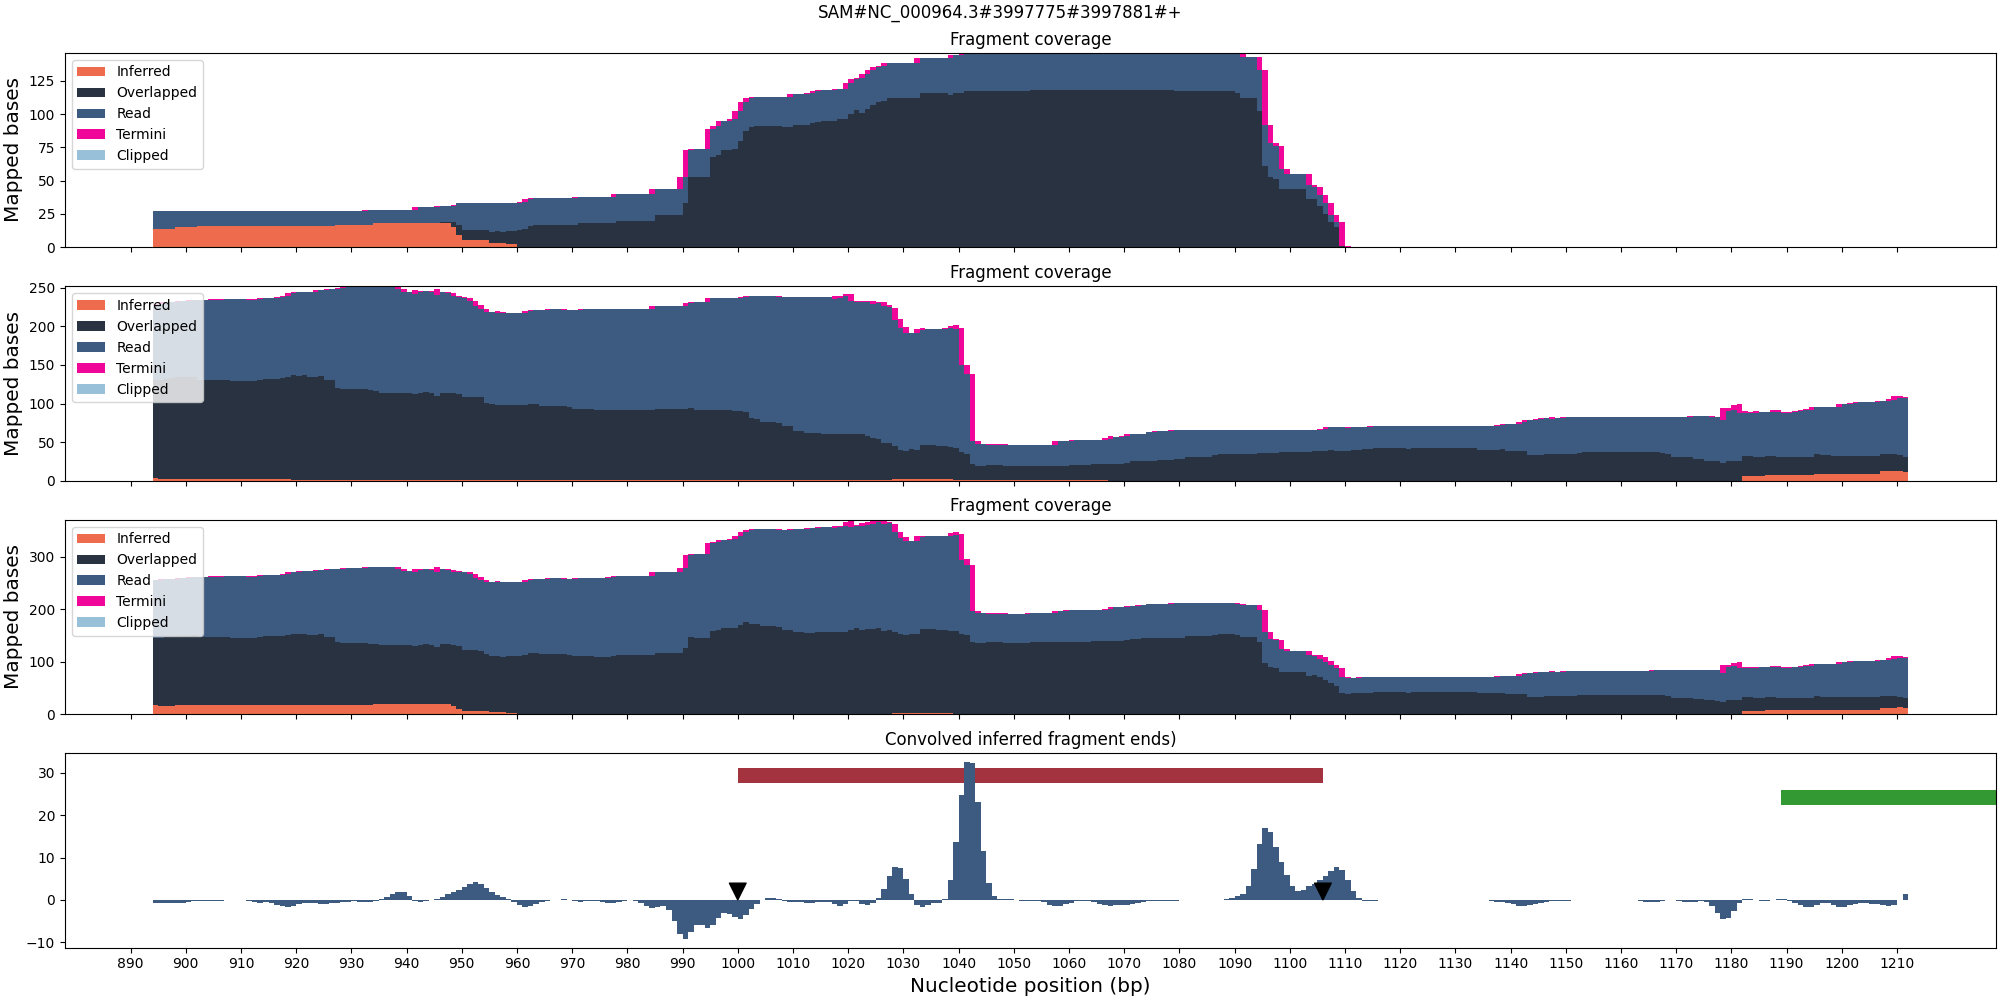 SAM#NC_000964.3#3997775#3997881#+
Fragment coverage
Mapped bases
125
100
75
50
25
0
Inferred
Overlapped
Read
Termini
Clipped
Fragment coverage
Mapped bases
250
200
150
100
50
0
Inferred
Overlapped
Read
Termini
Clipped
Fragment coverage
Mapped bases
300
200
100
0
Inferred
Overlapped
Read
Termini
Clipped
Convolved inferred fragment ends)
30
20
10
0
−10
890 900 910 920 930 940 950 960 970 980 990 1000 1010 1020 1030 1040 1050 1060 1070 1080 1090 1100 1110 1120 1130 1140 1150 1160 1170 1180 1190 1200 1210
Nucleotide position (bp)